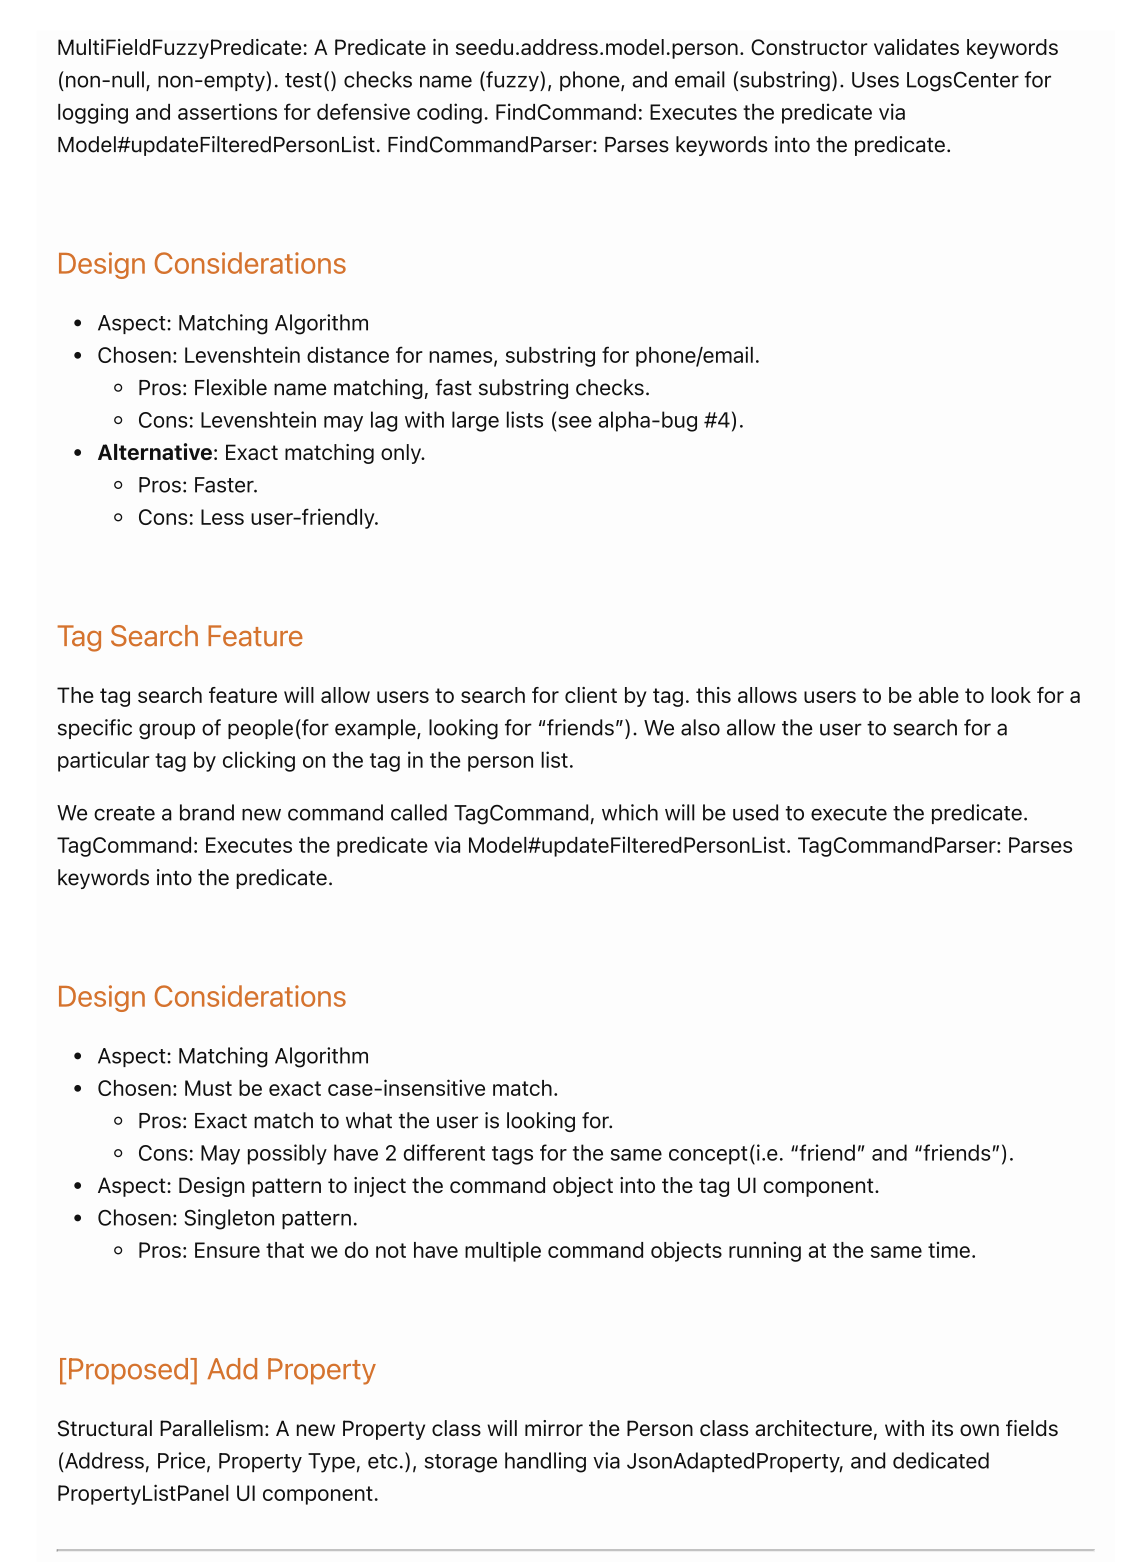 MultiFieldFuzzyPredicate: A Predicate in seedu.address.model.person. Constructor validates keywords
(non-null, non-empty). test() checks name (fuzzy), phone, and email (substring). Uses LogsCenter for
logging and assertions for defensive coding. FindCommand: Executes the predicate via
Model#updateFilteredPersonList. FindCommandParser: Parses keywords into the predicate.
Design Considerations
• Aspect: Matching Algorithm
• Chosen: Levenshtein distance for names, substring for phone/email.
◦ Pros: Flexible name matching, fast substring checks.
◦ Cons: Levenshtein may lag with large lists (see alpha-bug #4).
• Alternative: Exact matching only.
◦ Pros: Faster.
◦ Cons: Less user-friendly.
Tag Search Feature
The tag search feature will allow users to search for client by tag. this allows users to be able to look for a
specific group of people(for example, looking for “friends”). We also allow the user to search for a
particular tag by clicking on the tag in the person list.
We create a brand new command called TagCommand, which will be used to execute the predicate.
TagCommand: Executes the predicate via Model#updateFilteredPersonList. TagCommandParser: Parses
keywords into the predicate.
Design Considerations
• Aspect: Matching Algorithm
• Chosen: Must be exact case-insensitive match.
◦ Pros: Exact match to what the user is looking for.
◦ Cons: May possibly have 2 different tags for the same concept(i.e. “friend” and “friends”).
• Aspect: Design pattern to inject the command object into the tag UI component.
• Chosen: Singleton pattern.
◦ Pros: Ensure that we do not have multiple command objects running at the same time.
[Proposed] Add Property
Structural Parallelism: A new Property class will mirror the Person class architecture, with its own fields
(Address, Price, Property Type, etc.), storage handling via JsonAdaptedProperty, and dedicated
PropertyListPanel UI component.